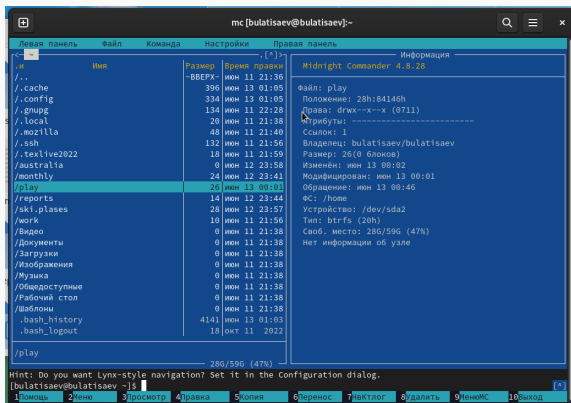 mc [bulatisaev@bulatisaev]:~
Левая панель Файл Команда Настройки Правая панель
<— ~ .[^]>
.и Имя Размер Время правки
/.. -ВВЕРХ- июн 11 21:36
/.cache 396 июн 13 01:05
/.config 334 июн 13 01:05
/.gnupg 134 июн 11 22:28
/.local 20 июн 11 21:38
/.mozilla 48 июн 11 21:40
/.ssh 132 июн 11 21:56
/.texlive2022 18 июн 11 21:59
/australia 0 июн 12 23:58
/monthly 24 июн 12 23:41
/play 26 июн 13 00:01
/reports 14 июн 12 23:44
/ski.plases 28 июн 12 23:57
/work 10 июн 11 21:56
/Видео 0 июн 11 21:38
/Документы 0 июн 11 21:38
/Загрузки 0 июн 11 21:38
/Изображения 0 июн 11 21:38
/Музыка 0 июн 11 21:38
/Общедоступные 0 июн 11 21:38
/Рабочий стол 0 июн 11 21:38
/Шаблоны 0 июн 11 21:38
.bash_history 4141 июн 13 01:03
.bash_logout 18 окт 11 2022
/play
28G/59G (47%)
Информация
Midnight Commander 4.8.28
Файл: play
Положение: 28h:84146h
Права: drwx--x--x (0711)
Атрибуты: ------------------------
Ссылок: 1
Владелец: bulatisaev/bulatisaev
Размер: 26(0 блоков)
Изменён: июн 13 00:02
Модифицирован: июн 13 00:01
Обращение: июн 13 00:46
ФС: /home
Устройство: /dev/sda2
Тип: btrfs (20h)
Своб. место: 28G/59G (47%)
Нет информации об узле
Hint: Do you want Lynx-style navigation? Set it in the Configuration dialog.
[bulatisaev@bulatisaev ~]$ [^]
1Помощь 2Меню 3Просмотр 4Правка 5Копия 6Перенос 7НвКтлог 8Удалить 9МенюМС 10Выход